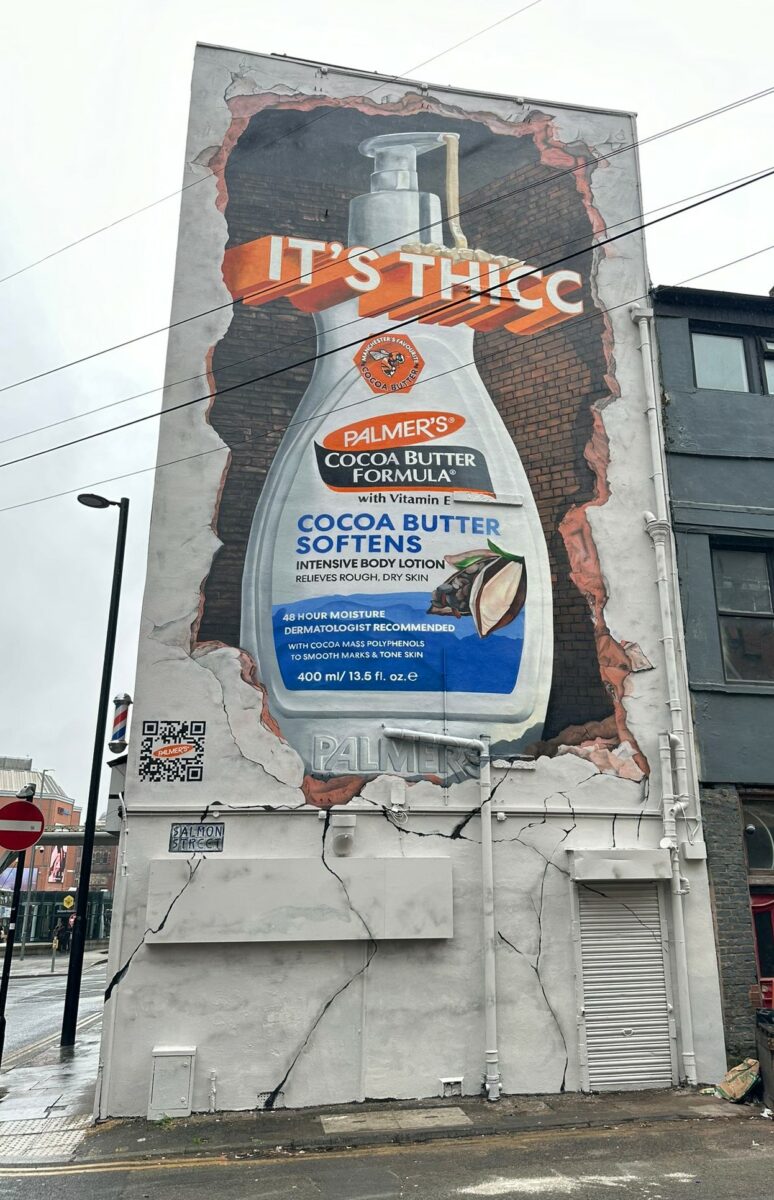 IT'S THICC
MANCHESTER'S FAVOURITE
COCOA BUTTER
PALMER'S®
COCOA BUTTER
FORMULA®
with Vitamin E
COCOA BUTTER
SOFTENS
INTENSIVE BODY LOTION
RELIEVES ROUGH, DRY SKIN
48 HOUR MOISTURE
DERMATOLOGIST RECOMMENDED
WITH COCOA MASS POLYPHENOLS
TO SMOOTH MARKS & TONE SKIN
400 ml/ 13.5 fl. oz.℮
PALMERS
PALMER'S
SALMON
STREET